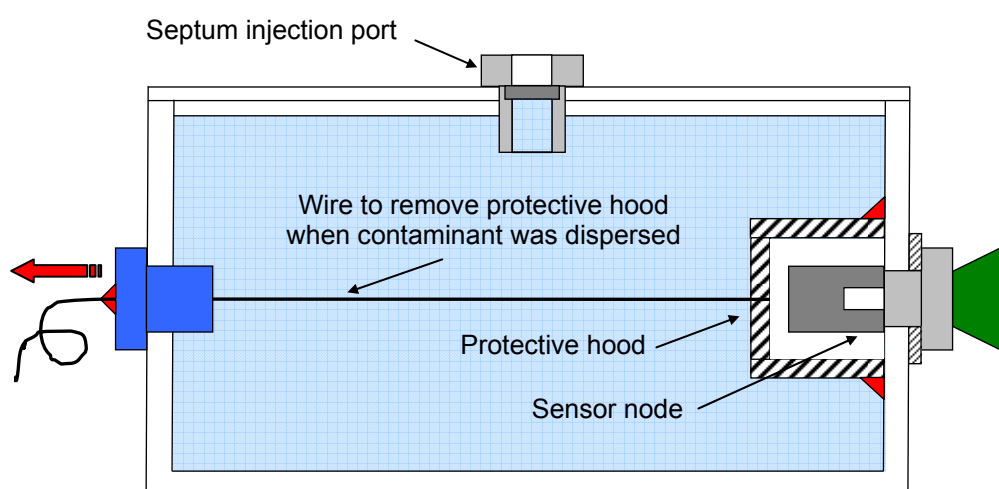 Septum injection port
Wire to remove protective hood
when contaminant was dispersed
Protective hood
Sensor node